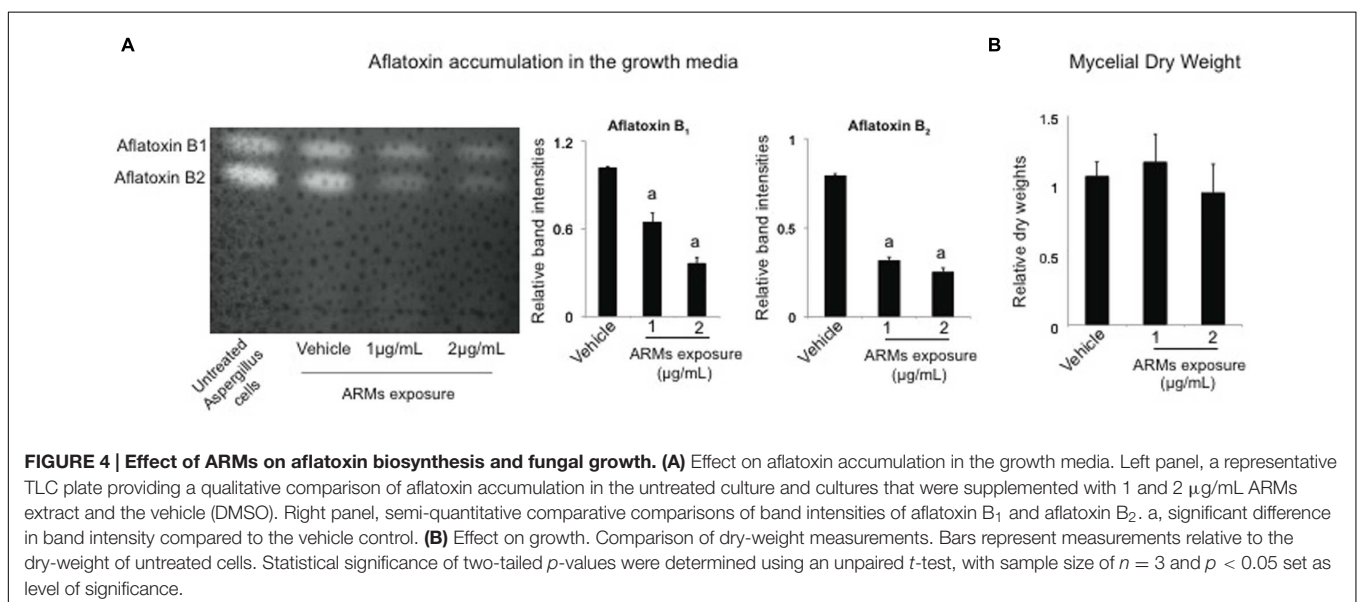 A
Aflatoxin accumulation in the growth media
Aflatoxin B1
Aflatoxin B2
Untreated
Aspergillus
cells
Vehicle
1µg/mL
2µg/mL
ARMs exposure
Aflatoxin B₁
Relative band intensities
1.2
0.6
0
a
a
Vehicle
1
2
ARMs exposure
(µg/mL)
Aflatoxin B₂
Relative band intensities
1
0.5
0
a
a
Vehicle
1
2
ARMs exposure
(µg/mL)
B
Mycelial Dry Weight
Relative dry weights
1.5
1
0.5
0
Vehicle
1
2
ARMs exposure
(µg/mL)
FIGURE 4 | Effect of ARMs on aflatoxin biosynthesis and fungal growth. (A) Effect on aflatoxin accumulation in the growth media. Left panel, a representative
TLC plate providing a qualitative comparison of aflatoxin accumulation in the untreated culture and cultures that were supplemented with 1 and 2 μg/mL ARMs
extract and the vehicle (DMSO). Right panel, semi-quantitative comparative comparisons of band intensities of aflatoxin B₁ and aflatoxin B₂. a, significant difference
in band intensity compared to the vehicle control. (B) Effect on growth. Comparison of dry-weight measurements. Bars represent measurements relative to the
dry-weight of untreated cells. Statistical significance of two-tailed p-values were determined using an unpaired t-test, with sample size of n = 3 and p < 0.05 set as
level of significance.